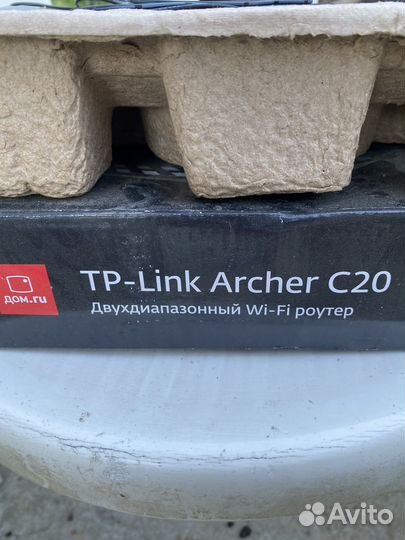 TP-Link Archer C20
Двухдиапазонный Wi-Fi роутер
дом.ru
Avito